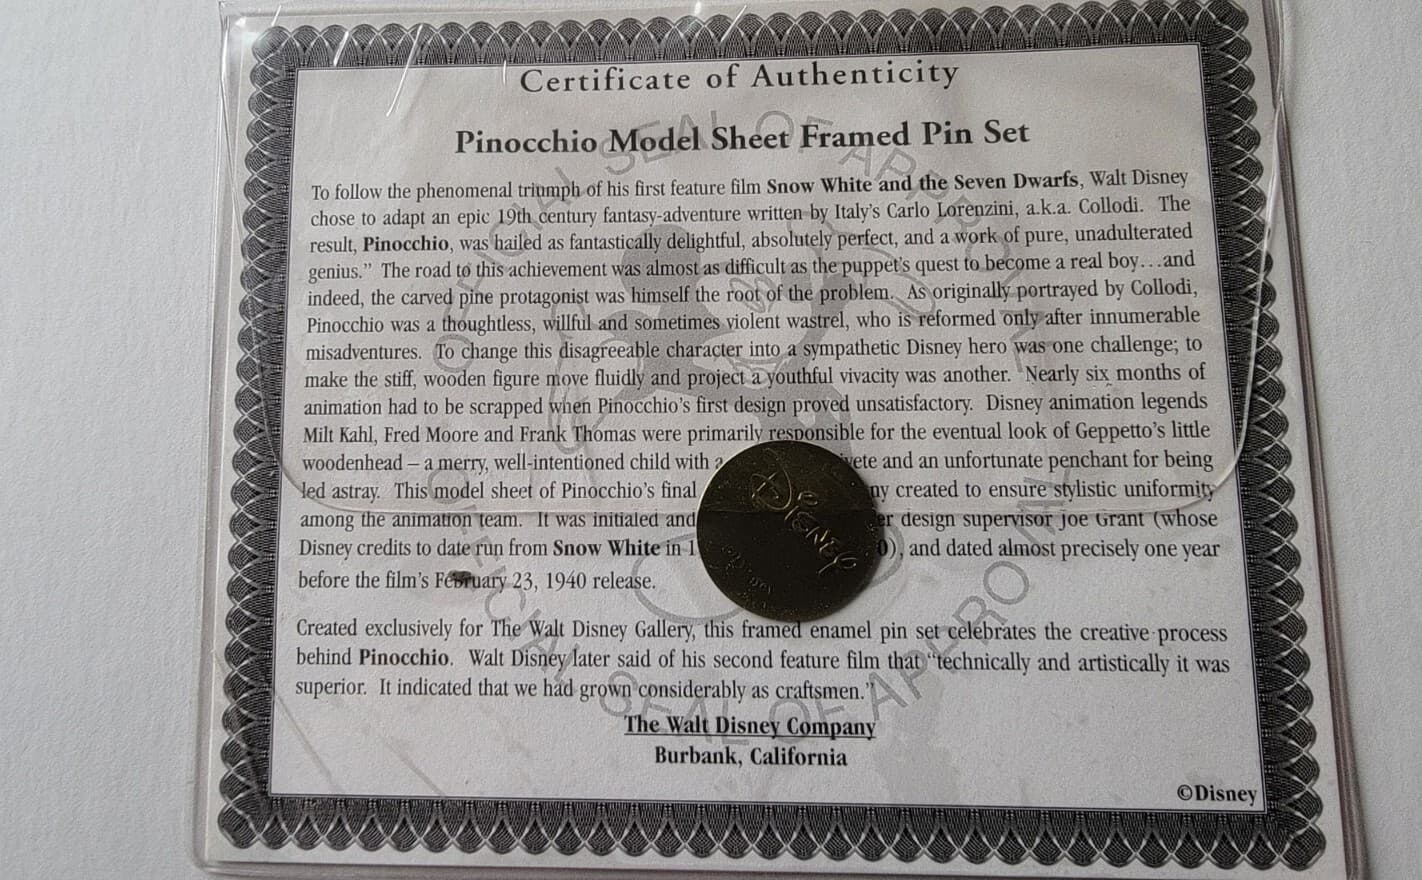 Certificate of Authenticity
Pinocchio Model Sheet Framed Pin Set
To follow the phenomenal triumph of his first feature film Snow White and the Seven Dwarfs, Walt Disney
chose to adapt an epic 19th century fantasy-adventure written by Italy's Carlo Lorenzini, a.k.a. Collodi. The
result, Pinocchio, was hailed as fantastically delightful, absolutely perfect, and a work of pure, unadulterated
genius.” The road to this achievement was almost as difficult as the puppet's quest to become a real boy…and
indeed, the carved pine protagonist was himself the root of the problem. As originally portrayed by Collodi,
Pinocchio was a thoughtless, willful and sometimes violent wastrel, who is reformed only after innumerable
misadventures. To change this disagreeable character into a sympathetic Disney hero was one challenge; to
make the stiff, wooden figure move fluidly and project a youthful vivacity was another. Nearly six months of
animation had to be scrapped when Pinocchio's first design proved unsatisfactory. Disney animation legends
Milt Kahl, Fred Moore and Frank Thomas were primarily responsible for the eventual look of Geppetto's little
woodenhead – a merry, well-intentioned child with and an unfortunate penchant for being
led astray. This model sheet of Pinocchio's final created to ensure stylistic uniformity
among the animation team. It was initialed and design supervisor Joe Grant (whose
Disney credits to date run from Snow White in and dated almost precisely one year
before the film's February 23, 1940 release.
Disney
Created exclusively for The Walt Disney Gallery, this framed enamel pin set celebrates the creative process
behind Pinocchio. Walt Disney later said of his second feature film that “technically and artistically it was
superior. It indicated that we had grown considerably as craftsmen.”
The Walt Disney Company
Burbank, California
©Disney
OFFICIAL SEAL OF APPROVAL
OFFICIAL SEAL OF APPROVAL